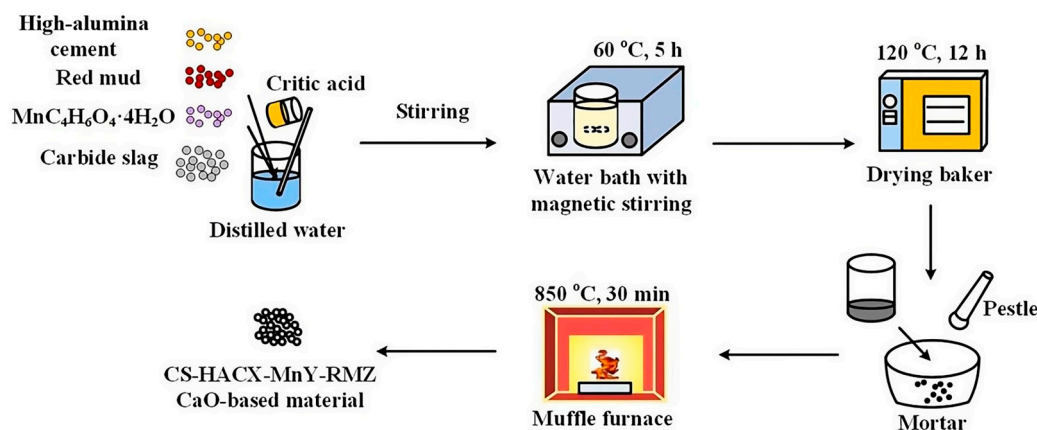 High-alumina
cement
Red mud
MnC₄H₆O₄·4H₂O
Carbide slag
Critic acid
Distilled water
Stirring
60 °C, 5 h
Water bath with
magnetic stirring
120 °C, 12 h
Drying baker
Pestle
Mortar
850 °C, 30 min
Muffle furnace
CS-HACX-MnY-RMZ
CaO-based material